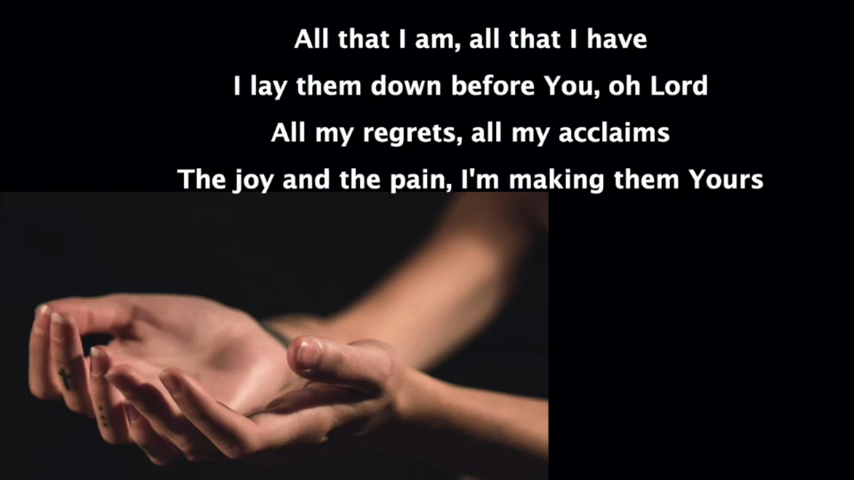 All that I am, all that I have
I lay them down before You, oh Lord
All my regrets, all my acclaims
The joy and the pain, I'm making them Yours